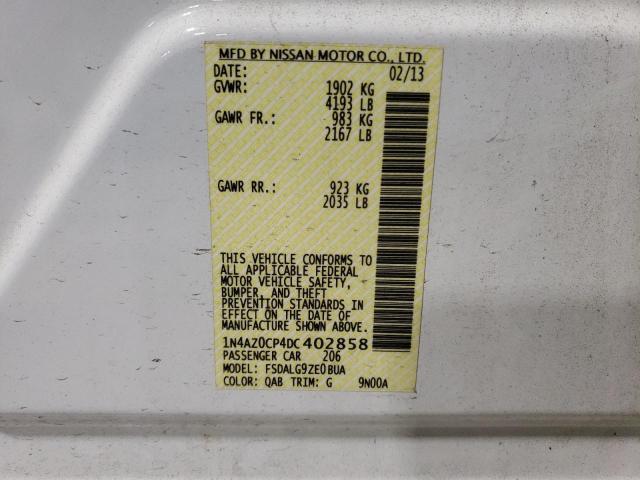 MFD BY NISSAN MOTOR CO., LTD.
DATE: 02/13
GVWR: 1902 KG
4193 LB
GAWR FR.: 983 KG
2167 LB
GAWR RR.: 923 KG
2035 LB
THIS VEHICLE CONFORMS TO
ALL APPLICABLE FEDERAL
MOTOR VEHICLE SAFETY,
BUMPER, AND THEFT
PREVENTION STANDARDS IN
EFFECT ON THE DATE OF
MANUFACTURE SHOWN ABOVE.
1N4AZ0CP4DC402858
PASSENGER CAR 206
MODEL: FSDALG9ZE0BUA
COLOR: QAB TRIM: G 9N00A